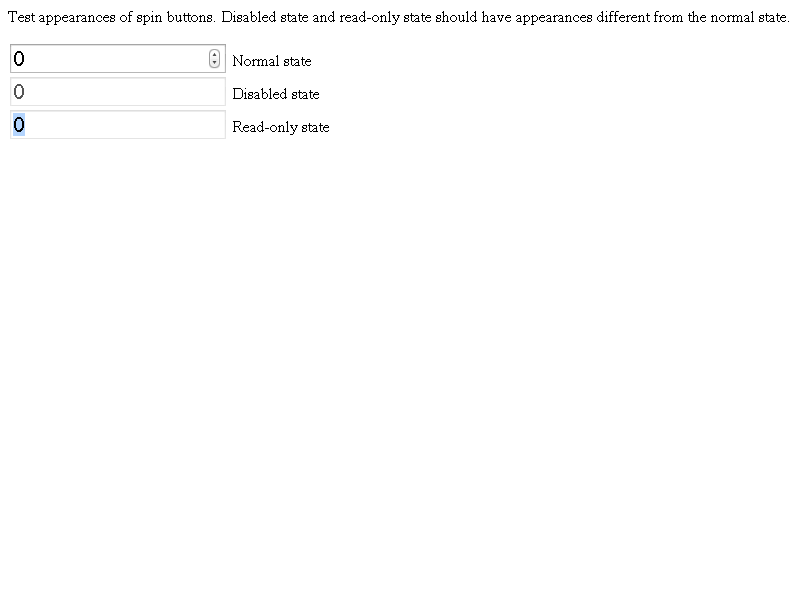 Test appearances of spin buttons. Disabled state and read-only state should have appearances different from the normal state.
0 Normal state
0 Disabled state
0 Read-only state